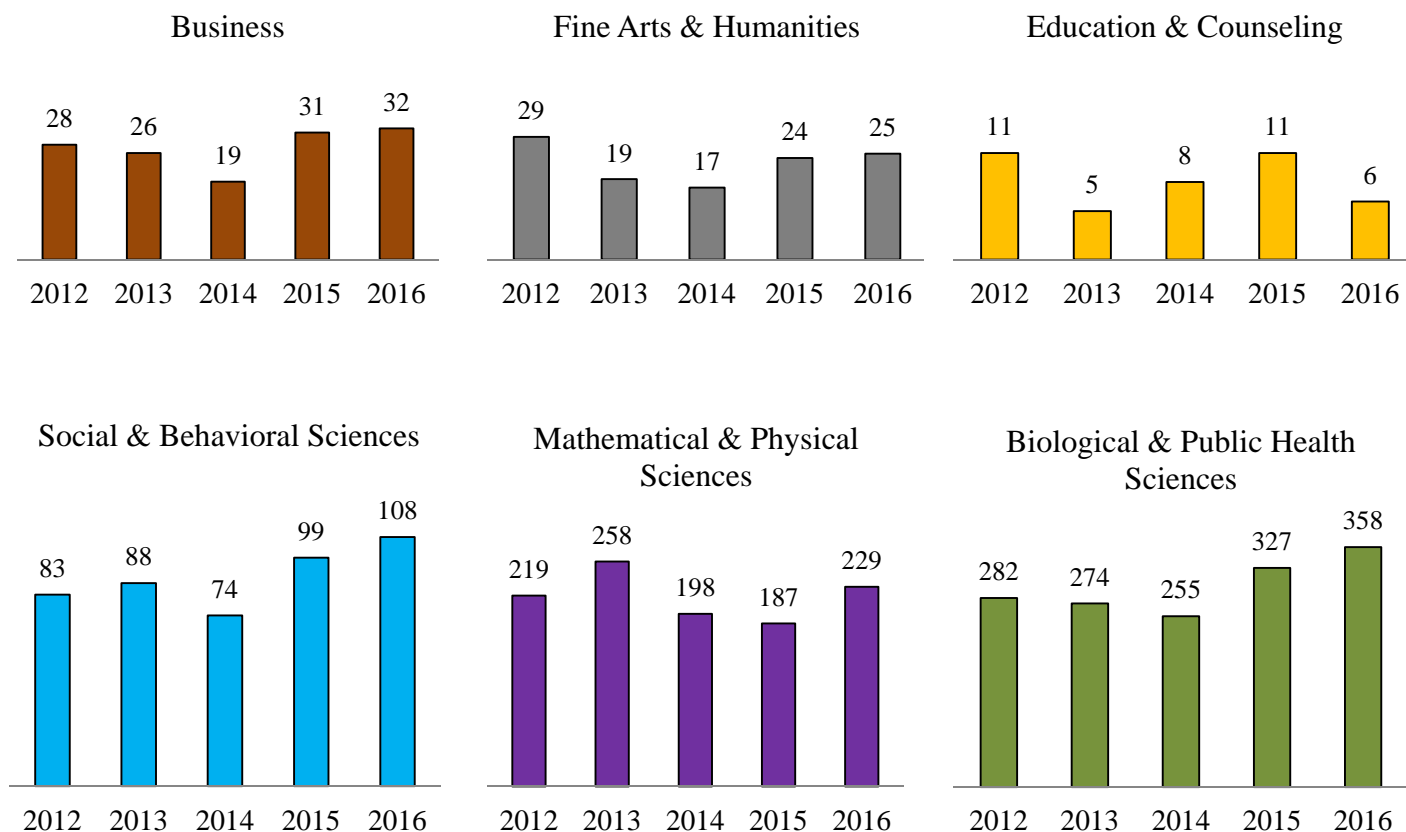 Business
28
26
19
31
32
2012 2013 2014 2015 2016
Fine Arts & Humanities
29
19
17
24
25
2012 2013 2014 2015 2016
Education & Counseling
11
5
8
11
6
2012 2013 2014 2015 2016
Social & Behavioral Sciences
83
88
74
99
108
2012 2013 2014 2015 2016
Mathematical & Physical
Sciences
219
258
198
187
229
2012 2013 2014 2015 2016
Biological & Public Health
Sciences
282
274
255
327
358
2012 2013 2014 2015 2016